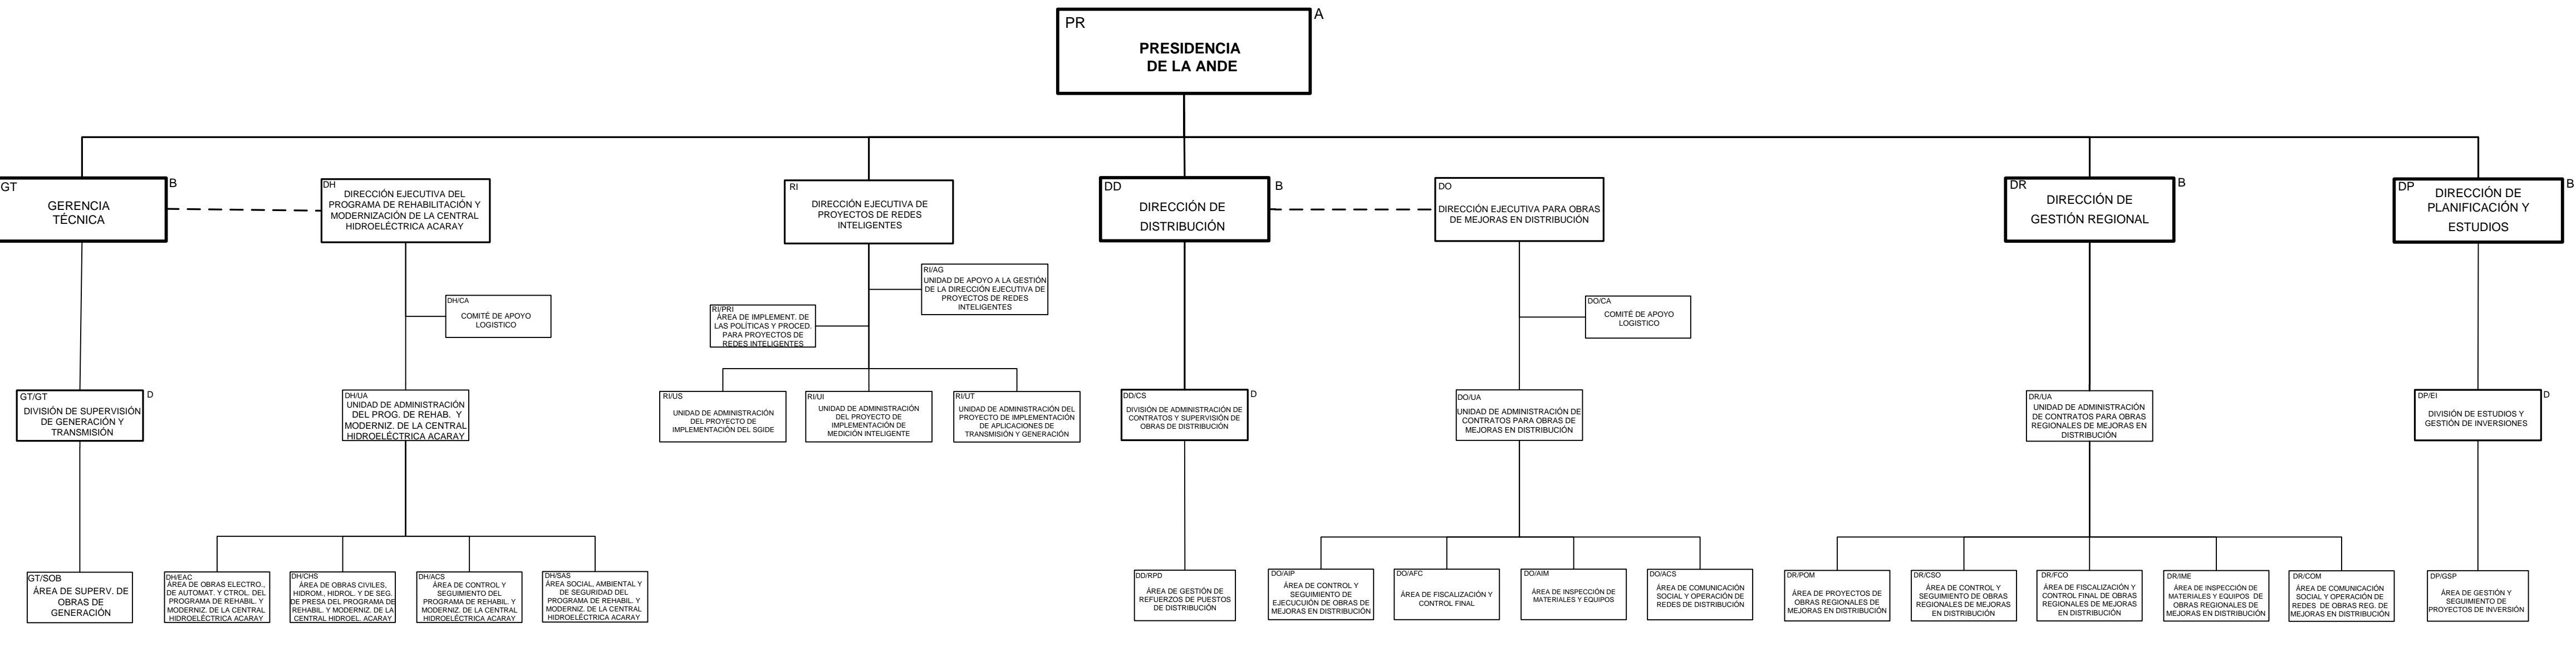 PR
A
PRESIDENCIA
DE LA ANDE
GT
B
GERENCIA
TÉCNICA
DH
DIRECCIÓN EJECUTIVA DEL
PROGRAMA DE REHABILITACIÓN Y
MODERNIZACIÓN DE LA CENTRAL
HIDROELÉCTRICA ACARAY
RI
DIRECCIÓN EJECUTIVA DE
PROYECTOS DE REDES
INTELIGENTES
DD
B
DIRECCIÓN DE
DISTRIBUCIÓN
DO
DIRECCIÓN EJECUTIVA PARA OBRAS
DE MEJORAS EN DISTRIBUCIÓN
DR
B
DIRECCIÓN DE
GESTIÓN REGIONAL
DP
B
DIRECCIÓN DE
PLANIFICACIÓN Y
ESTUDIOS
DH/CA
COMITÉ DE APOYO
LOGISTICO
RI/AG
UNIDAD DE APOYO A LA GESTIÓN
DE LA DIRECCIÓN EJECUTIVA DE
PROYECTOS DE REDES
INTELIGENTES
RI/PRI
ÁREA DE IMPLEMENT. DE
LAS POLÍTICAS Y PROCED.
PARA PROYECTOS DE
REDES INTELIGENTES
DO/CA
COMITÉ DE APOYO
LOGISTICO
GT/GT
D
DIVISIÓN DE SUPERVISIÓN
DE GENERACIÓN Y
TRANSMISIÓN
DH/UA
UNIDAD DE ADMINISTRACIÓN
DEL PROG. DE REHAB. Y
MODERNIZ. DE LA CENTRAL
HIDROELÉCTRICA ACARAY
RI/US
UNIDAD DE ADMINISTRACIÓN
DEL PROYECTO DE
IMPLEMENTACIÓN DEL SGIDE
RI/UI
UNIDAD DE ADMINISTRACIÓN
DEL PROYECTO DE
IMPLEMENTACIÓN DE
MEDICIÓN INTELIGENTE
RI/UT
UNIDAD DE ADMINISTRACIÓN DEL
PROYECTO DE IMPLEMENTACIÓN
DE APLICACIONES DE
TRANSMISIÓN Y GENERACIÓN
DD/CS
D
DIVISIÓN DE ADMINISTRACIÓN DE
CONTRATOS Y SUPERVISIÓN DE
OBRAS DE DISTRIBUCIÓN
DO/UA
UNIDAD DE ADMINISTRACIÓN DE
CONTRATOS PARA OBRAS DE
MEJORAS EN DISTRIBUCIÓN
DR/UA
UNIDAD DE ADMINISTRACIÓN
DE CONTRATOS PARA OBRAS
REGIONALES DE MEJORAS EN
DISTRIBUCIÓN
DP/EI
D
DIVISIÓN DE ESTUDIOS Y
GESTIÓN DE INVERSIONES
GT/SOB
ÁREA DE SUPERV. DE
OBRAS DE
GENERACIÓN
DH/EAC
ÁREA DE OBRAS ELECTRO.,
DE AUTOMAT. Y CTROL. DEL
PROGRAMA DE REHABIL. Y
MODERNIZ. DE LA CENTRAL
HIDROELÉCTRICA ACARAY
DH/CHS
ÁREA DE OBRAS CIVILES,
HIDROM., HIDROL. Y DE SEG.
DE PRESA DEL PROGRAMA DE
REHABIL. Y MODERNIZ. DE LA
CENTRAL HIDROEL. ACARAY
DH/ACS
ÁREA DE CONTROL Y
SEGUIMIENTO DEL
PROGRAMA DE REHABIL. Y
MODERNIZ. DE LA CENTRAL
HIDROELÉCTRICA ACARAY
DH/SAS
ÁREA SOCIAL, AMBIENTAL Y
DE SEGURIDAD DEL
PROGRAMA DE REHABIL. Y
MODERNIZ. DE LA CENTRAL
HIDROELÉCTRICA ACARAY
DD/RPD
ÁREA DE GESTIÓN DE
REFUERZOS DE PUESTOS
DE DISTRIBUCIÓN
DO/AIP
ÁREA DE CONTROL Y
SEGUIMIENTO DE
EJECUCUIÓN DE OBRAS DE
MEJORAS EN DISTRIBUCIÓN
DO/AFC
ÁREA DE FISCALIZACIÓN Y
CONTROL FINAL
DO/AIM
ÁREA DE INSPECCIÓN DE
MATERIALES Y EQUIPOS
DO/ACS
ÁREA DE COMUNICACIÓN
SOCIAL Y OPERACIÓN DE
REDES DE DISTRIBUCIÓN
DR/POM
ÁREA DE PROYECTOS DE
OBRAS REGIONALES DE
MEJORAS EN DISTRIBUCIÓN
DR/CSO
ÁREA DE CONTROL Y
SEGUIMIENTO DE OBRAS
REGIONALES DE MEJORAS
EN DISTRIBUCIÓN
DR/FCO
ÁREA DE FISCALIZACIÓN Y
CONTROL FINAL DE OBRAS
REGIONALES DE MEJORAS
EN DISTRIBUCIÓN
DR/IME
ÁREA DE INSPECCIÓN DE
MATERIALES Y EQUIPOS DE
OBRAS REGIONALES DE
MEJORAS EN DISTRIBUCIÓN
DR/COM
ÁREA DE COMUNICACIÓN
SOCIAL Y OPERACIÓN DE
REDES DE OBRAS REG. DE
MEJORAS EN DISTRIBUCIÓN
DP/GSP
ÁREA DE GESTIÓN Y
SEGUIMIENTO DE
PROYECTOS DE INVERSIÓN